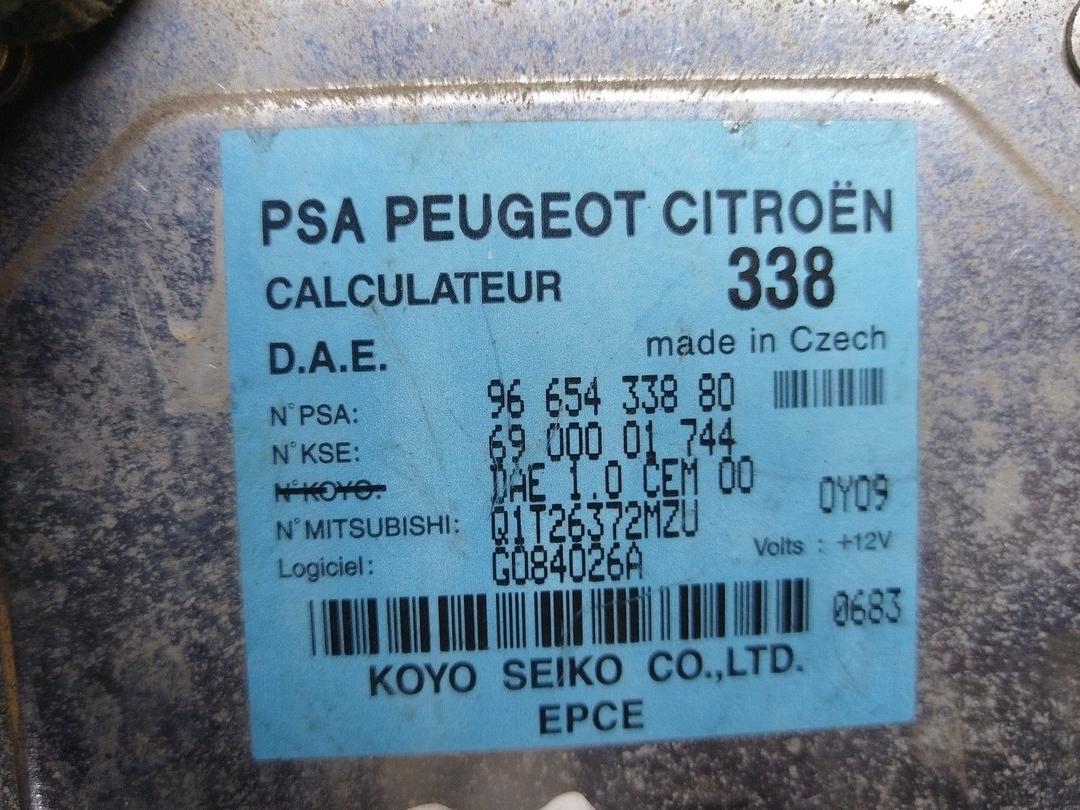 PSA PEUGEOT CITROËN
CALCULATEUR 338
D.A.E. made in Czech
N°PSA: 96 654 338 80
N°KSE: 69 000 01 744
N°KOYO: DAE 1.0 CEM 00 0Y09
N°MITSUBISHI: Q1T26372MZU
Logiciel: G084026A Volts : +12V
0683
KOYO SEIKO CO.,LTD.
EPCE